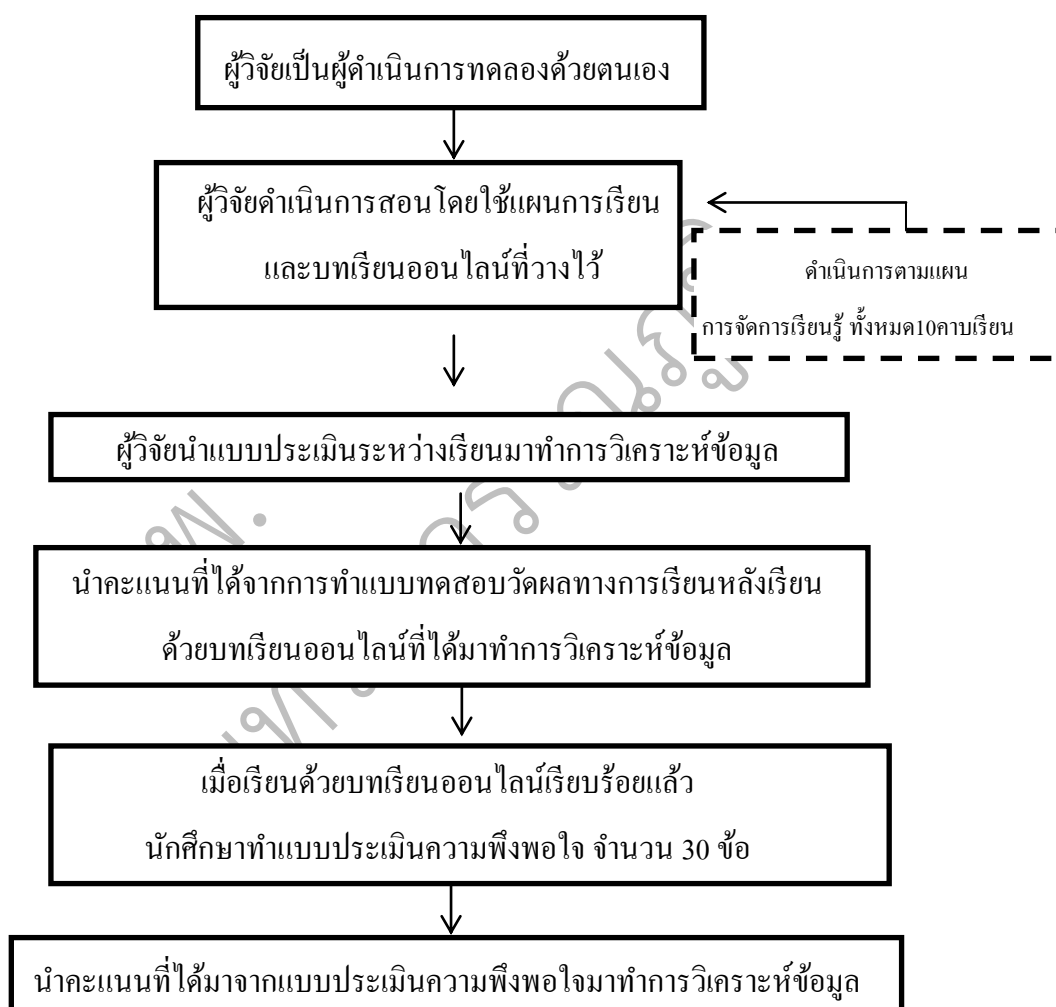 ผู้วิจัยเป็นผู้ดำเนินการทดลองด้วยตนเอง
ผู้วิจัยดำเนินการสอนโดยใช้แผนการเรียน
และบทเรียนออนไลน์ที่วางไว้
ดำเนินการตามแผน
การจัดการเรียนรู้ ทั้งหมด10คาบเรียน
ผู้วิจัยนำแบบประเมินระหว่างเรียนมาทำการวิเคราะห์ข้อมูล
นำคะแนนที่ได้จากการทำแบบทดสอบวัดผลทางการเรียนหลังเรียน
ด้วยบทเรียนออนไลน์ที่ได้มาทำการวิเคราะห์ข้อมูล
เมื่อเรียนด้วยบทเรียนออนไลน์เรียบร้อยแล้ว
นักศึกษาทำแบบประเมินความพึงพอใจ จำนวน 30 ข้อ
นำคะแนนที่ได้มาจากแบบประเมินความพึงพอใจมาทำการวิเคราะห์ข้อมูล